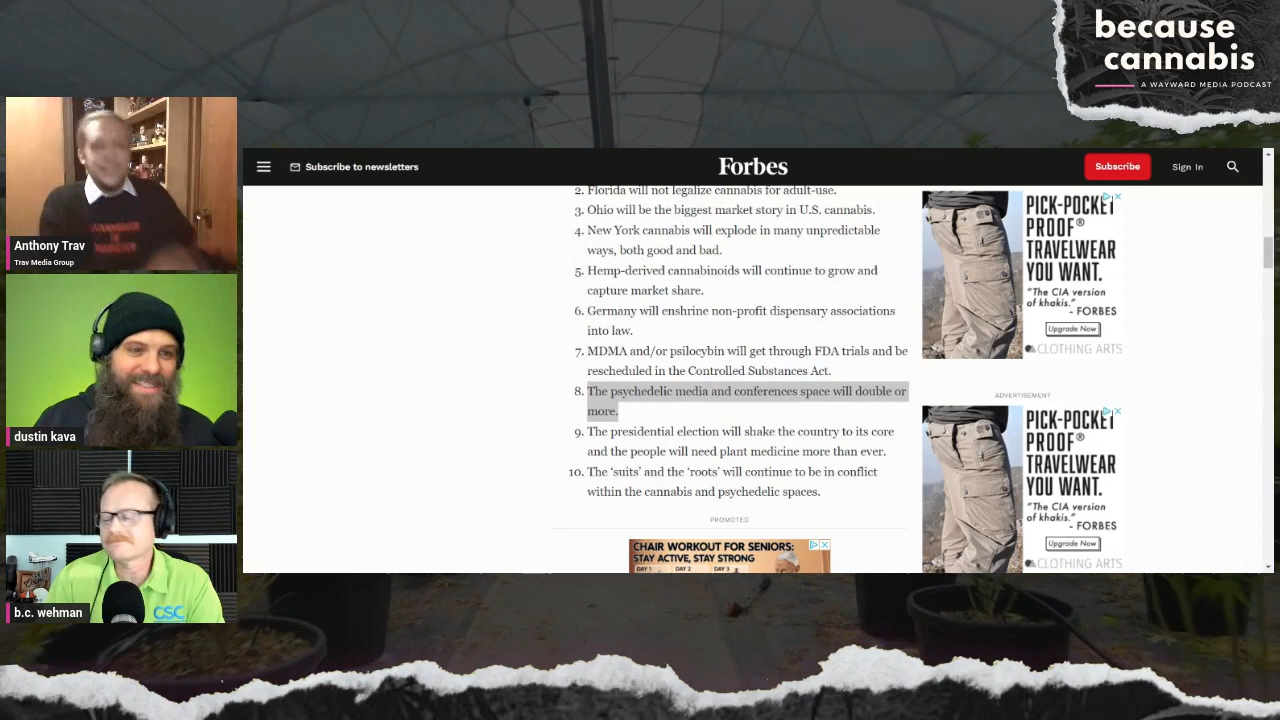 because
cannabis
A WAYWARD MEDIA PODCAST
Anthony Trav
Trav Media Group
dustin kava
CSC
b.c. wehman
Subscribe to newsletters
Forbes
Subscribe
Sign In
2. Florida will not legalize cannabis for adult-use.
3. Ohio will be the biggest market story in U.S. cannabis.
4. New York cannabis will explode in many unpredictable
ways, both good and bad.
5. Hemp-derived cannabinoids will continue to grow and
capture market share.
6. Germany will enshrine non-profit dispensary associations
into law.
7. MDMA and/or psilocybin will get through FDA trials and be
rescheduled in the Controlled Substances Act.
8. The psychedelic media and conferences space will double or
more.
9. The presidential election will shake the country to its core
and the people will need plant medicine more than ever.
10. The ‘suits’ and the ‘roots’ will continue to be in conflict
within the cannabis and psychedelic spaces.
PROMOTED
CHAIR WORKOUT FOR SENIORS:
STAY ACTIVE, STAY STRONG
DAY 1 DAY 2 DAY 3
PICK-POCKET
PROOF®
TRAVELWEAR
YOU WANT.
"The CIA version
of khakis."
- FORBES
Upgrade Now
CLOTHING ARTS
ADVERTISEMENT
PICK-POCKET
PROOF®
TRAVELWEAR
YOU WANT.
"The CIA version
of khakis."
- FORBES
Upgrade Now
CLOTHING ARTS